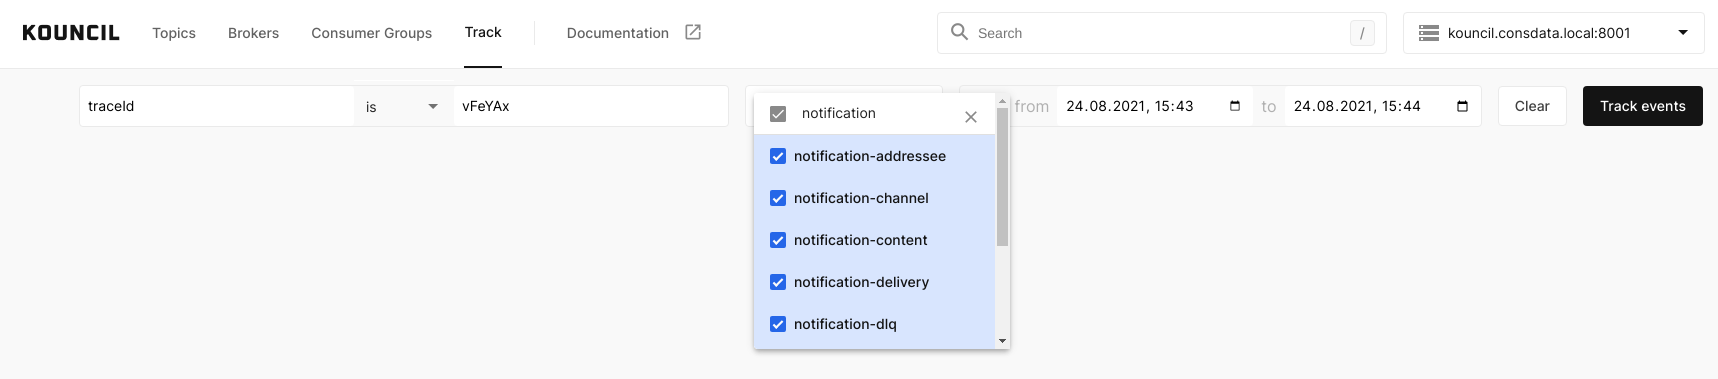 KOUNCIL Topics Brokers Consumer Groups Track Documentation Search / kouncil.consdata.local:8001
traceId is vFeYAx notification from 24.08.2021, 15:43 to 24.08.2021, 15:44 Clear Track events
notification-addressee
notification-channel
notification-content
notification-delivery
notification-dlq